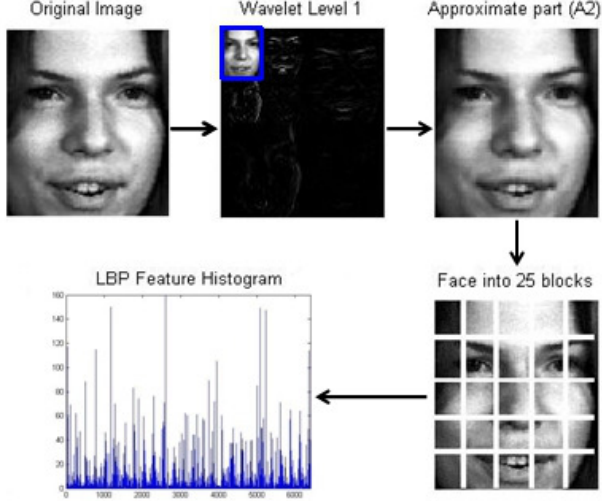 Original Image
Wavelet Level 1
Approximate part (A2)
Face into 25 blocks
LBP Feature Histogram
160
140
120
100
80
60
40
20
0
0 1000 2000 3000 4000 5000 6000